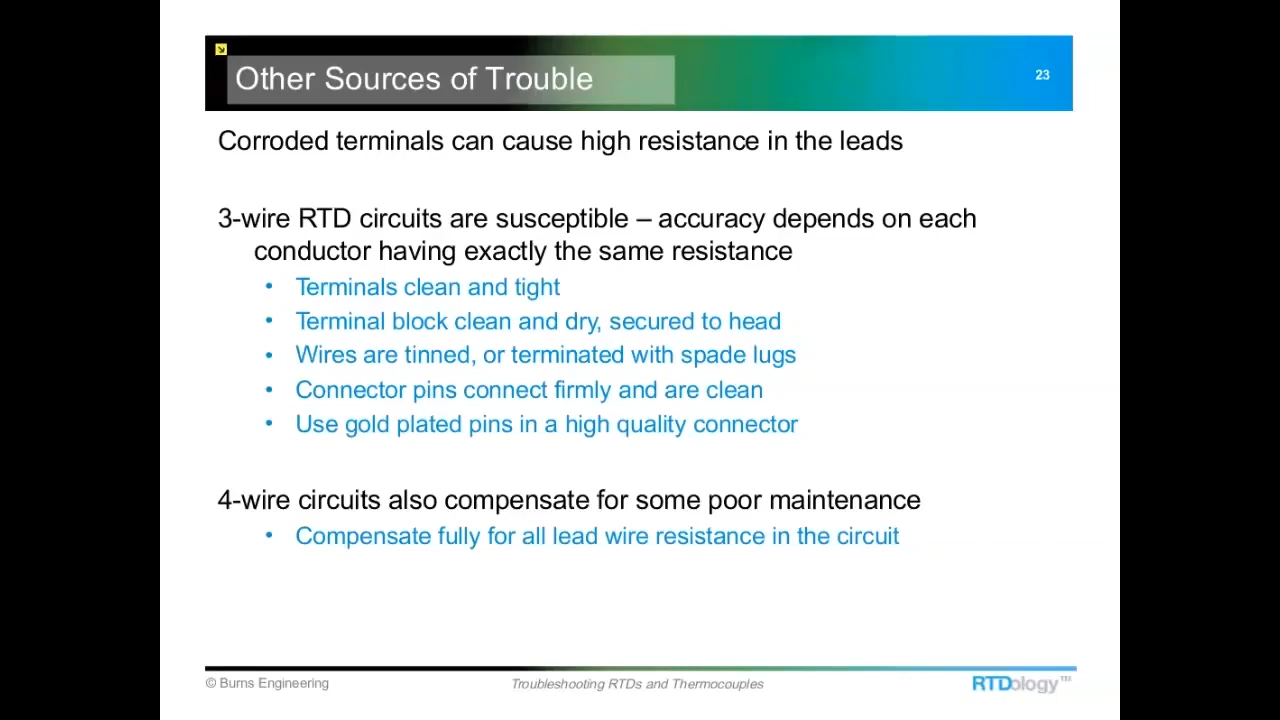 Other Sources of Trouble
23
Corroded terminals can cause high resistance in the leads
3-wire RTD circuits are susceptible – accuracy depends on each
conductor having exactly the same resistance
• Terminals clean and tight
• Terminal block clean and dry, secured to head
• Wires are tinned, or terminated with spade lugs
• Connector pins connect firmly and are clean
• Use gold plated pins in a high quality connector
4-wire circuits also compensate for some poor maintenance
• Compensate fully for all lead wire resistance in the circuit
© Burns Engineering
Troubleshooting RTDs and Thermocouples
RTDology™